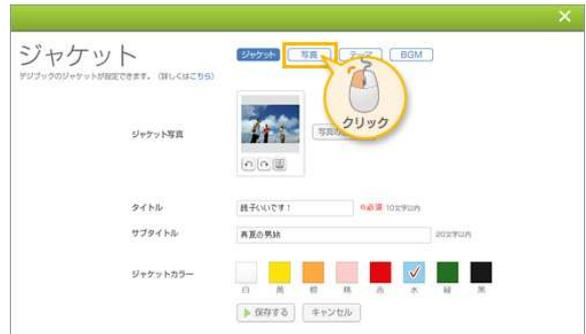 ジャケット
ジャケット 写真 テーマ BGM
デジブックのジャケットが設定できます。(詳しくはこちら)
クリック
ジャケット写真
写真の
タイトル 銚子いいです! 必須 10文字以内
サブタイトル 真夏の男姉 20文字以内
ジャケットカラー
白 黄 橙 桃 赤 水 緑 黒
保存する キャンセル